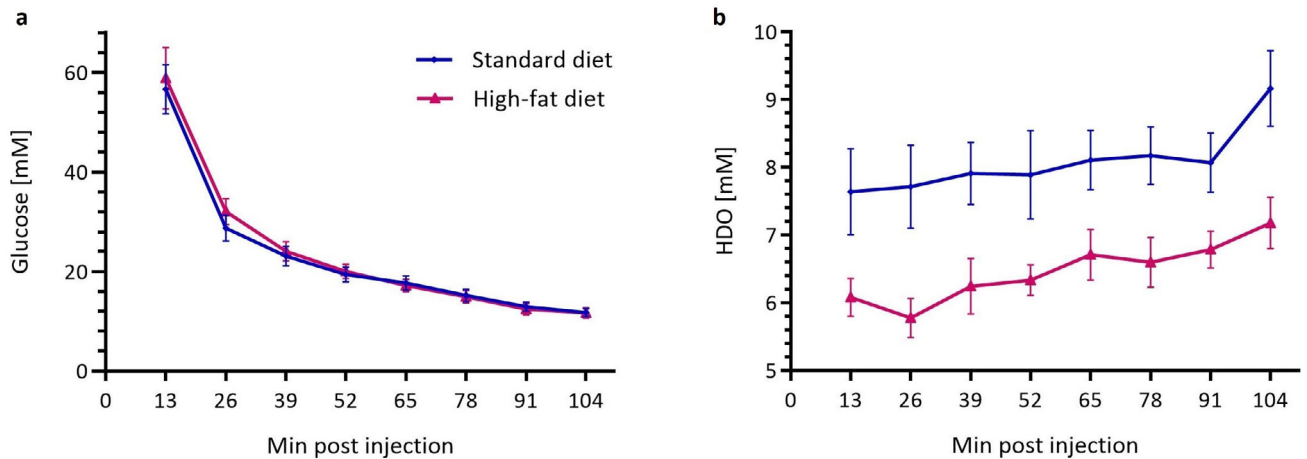 a
Glucose [mM]
60
40
20
0
Standard diet
High-fat diet
0 13 26 39 52 65 78 91 104
Min post injection
b
HDO [mM]
10
9
8
7
6
5
0 13 26 39 52 65 78 91 104
Min post injection